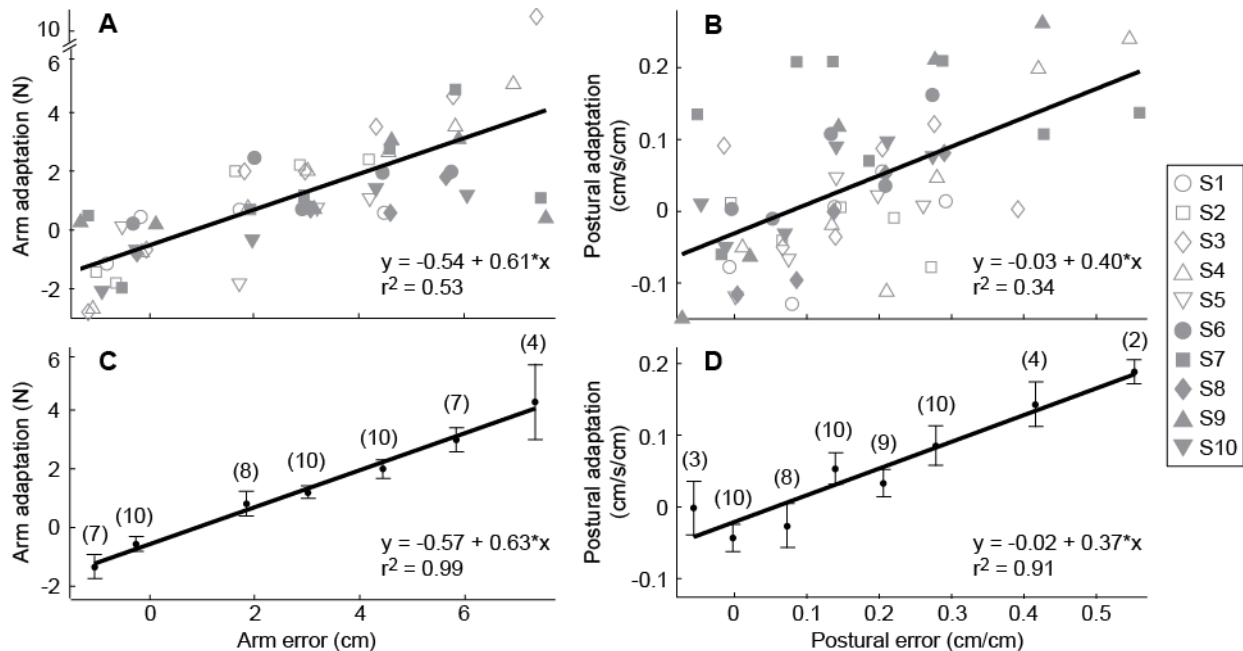 A
Arm adaptation (N)
10
6
4
2
0
-2
y = -0.54 + 0.61*x
r² = 0.53
B
Postural adaptation
(cm/s/cm)
0.2
0.1
0
-0.1
y = -0.03 + 0.40*x
r² = 0.34
C
Arm adaptation (N)
6
4
2
0
-2
(7)
(10)
(8)
(10)
(10)
(7)
(4)
y = -0.57 + 0.63*x
r² = 0.99
0 2 4 6
Arm error (cm)
D
Postural adaptation
(cm/s/cm)
0.2
0.1
0
-0.1
(3)
(10)
(8)
(10)
(9)
(10)
(4)
(2)
y = -0.02 + 0.37*x
r² = 0.91
0 0.1 0.2 0.3 0.4 0.5
Postural error (cm/cm)
S1
S2
S3
S4
S5
S6
S7
S8
S9
S10